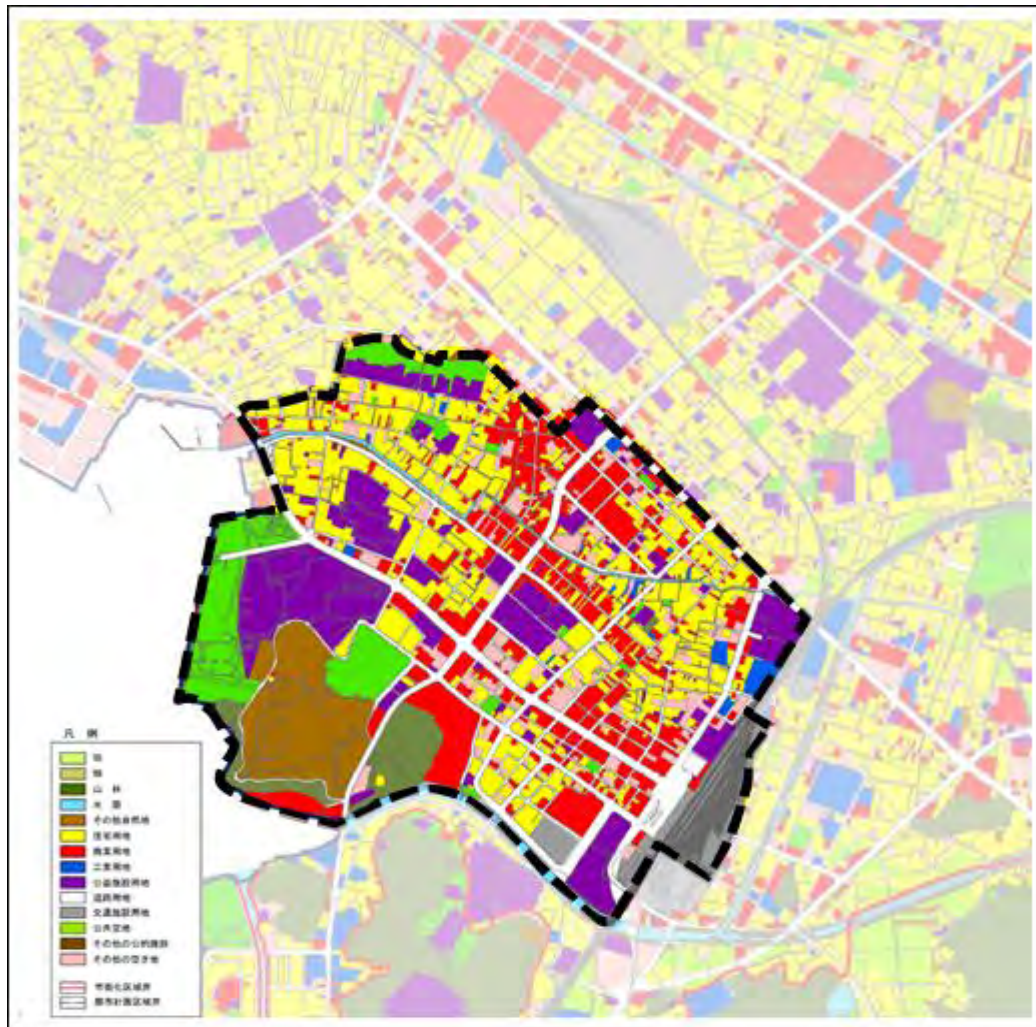 凡 例
田
畑
山 林
水 面
その他自然地
住宅用地
商業用地
工業用地
公益施設用地
道路用地
交通施設用地
公共空地
その他の公的施設
その他の空き地
市街化区域界
都市計画区域界